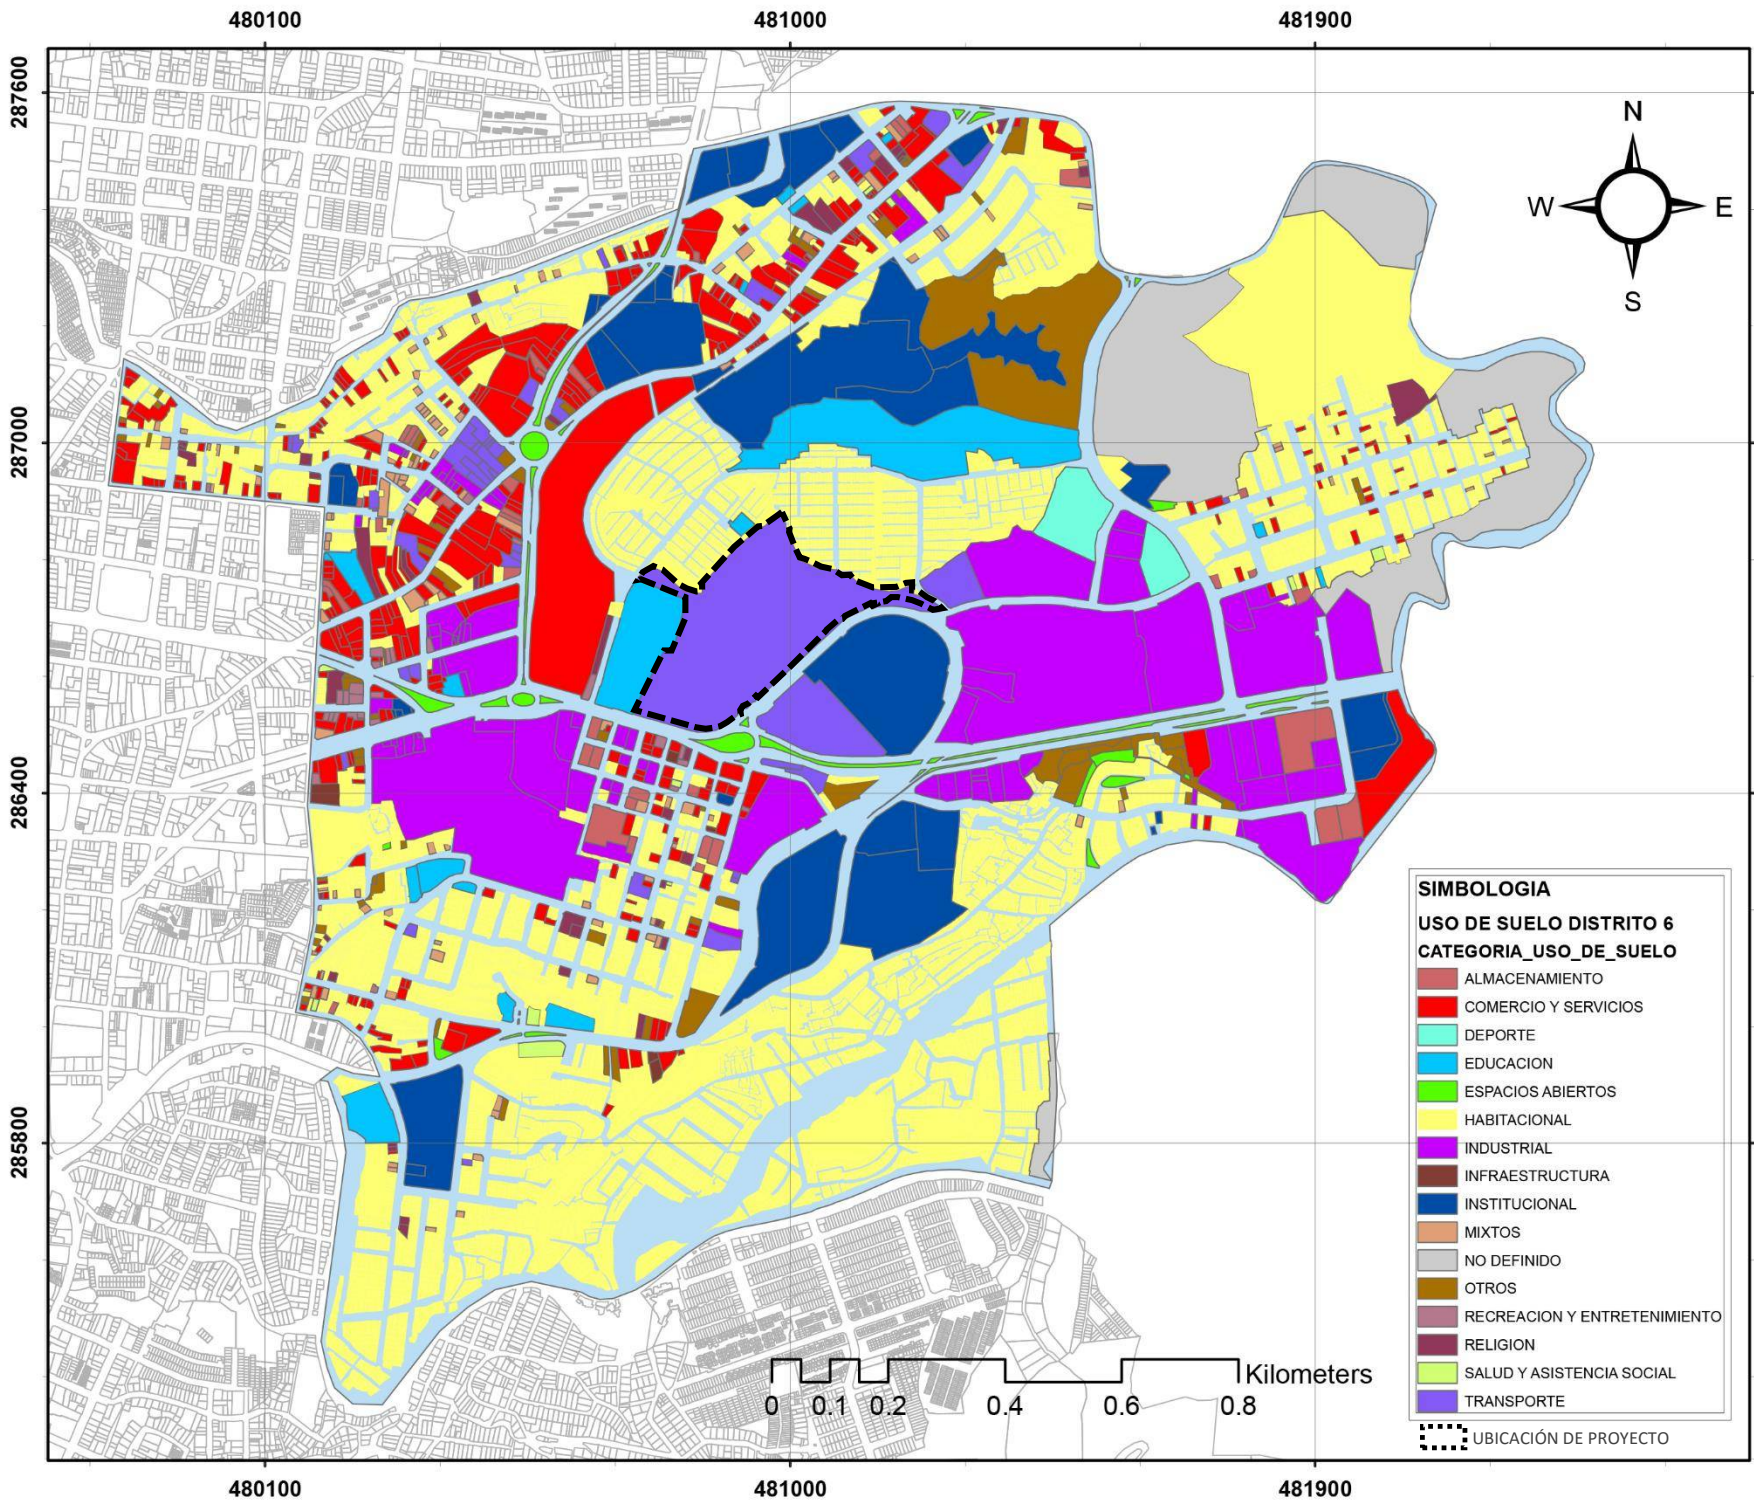 480100
481000
481900
287600
287000
286400
285800
N
W
E
S
SIMBOLOGIA
USO DE SUELO DISTRITO 6
CATEGORIA_USO_DE_SUELO
ALMACENAMIENTO
COMERCIO Y SERVICIOS
DEPORTE
EDUCACION
ESPACIOS ABIERTOS
HABITACIONAL
INDUSTRIAL
INFRAESTRUCTURA
INSTITUCIONAL
MIXTOS
NO DEFINIDO
OTROS
RECREACION Y ENTRETENIMIENTO
RELIGION
SALUD Y ASISTENCIA SOCIAL
TRANSPORTE
UBICACIÓN DE PROYECTO
Kilometers
0 0.1 0.2 0.4 0.6 0.8
480100
481000
481900